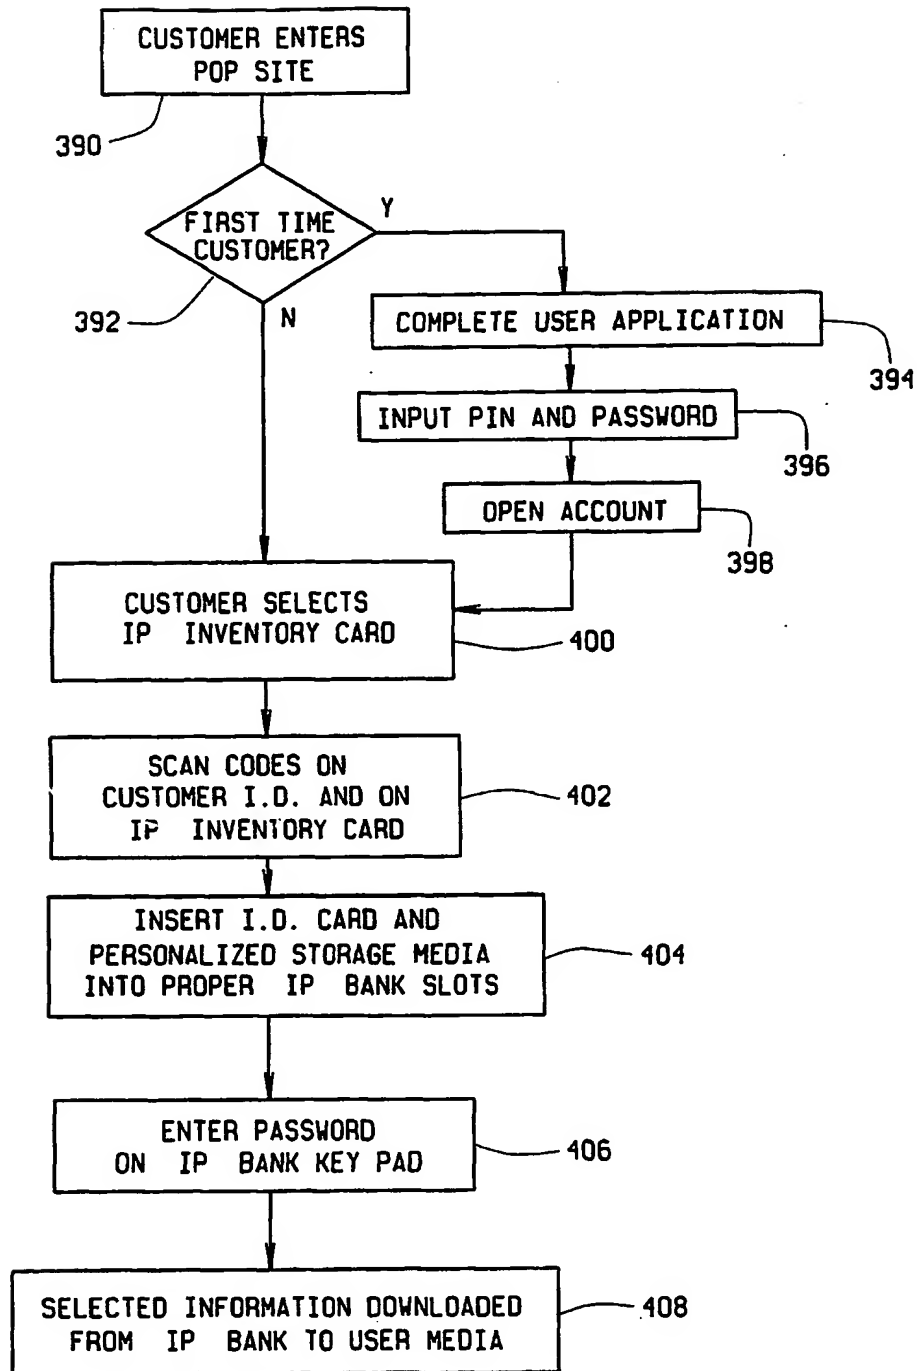 CUSTOMER ENTERS
POP SITE
390
FIRST TIME
CUSTOMER?
Y
392
N
COMPLETE USER APPLICATION
394
INPUT PIN AND PASSWORD
396
OPEN ACCOUNT
398
CUSTOMER SELECTS
IP INVENTORY CARD
400
SCAN CODES ON
CUSTOMER I.D. AND ON
IP INVENTORY CARD
402
INSERT I.D. CARD AND
PERSONALIZED STORAGE MEDIA
INTO PROPER IP BANK SLOTS
404
ENTER PASSWORD
ON IP BANK KEY PAD
406
SELECTED INFORMATION DOWNLOADED
FROM IP BANK TO USER MEDIA
408